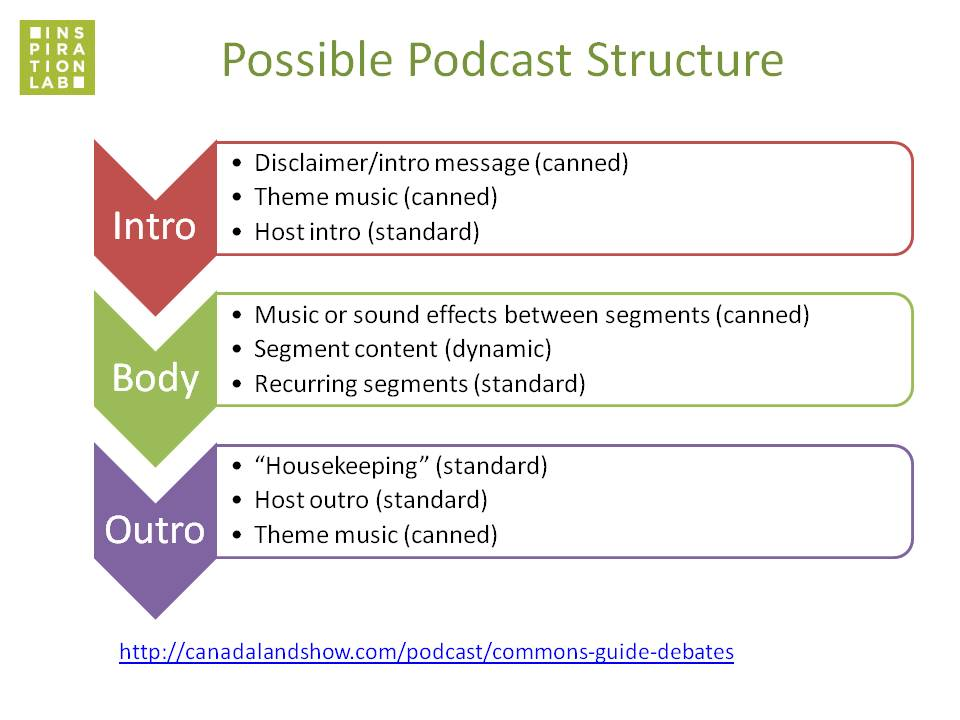 INS
PIRA
TION
LAB
Possible Podcast Structure
Intro
• Disclaimer/intro message (canned)
• Theme music (canned)
• Host intro (standard)
Body
• Music or sound effects between segments (canned)
• Segment content (dynamic)
• Recurring segments (standard)
Outro
• “Housekeeping” (standard)
• Host outro (standard)
• Theme music (canned)
http://canadalandshow.com/podcast/commons-guide-debates